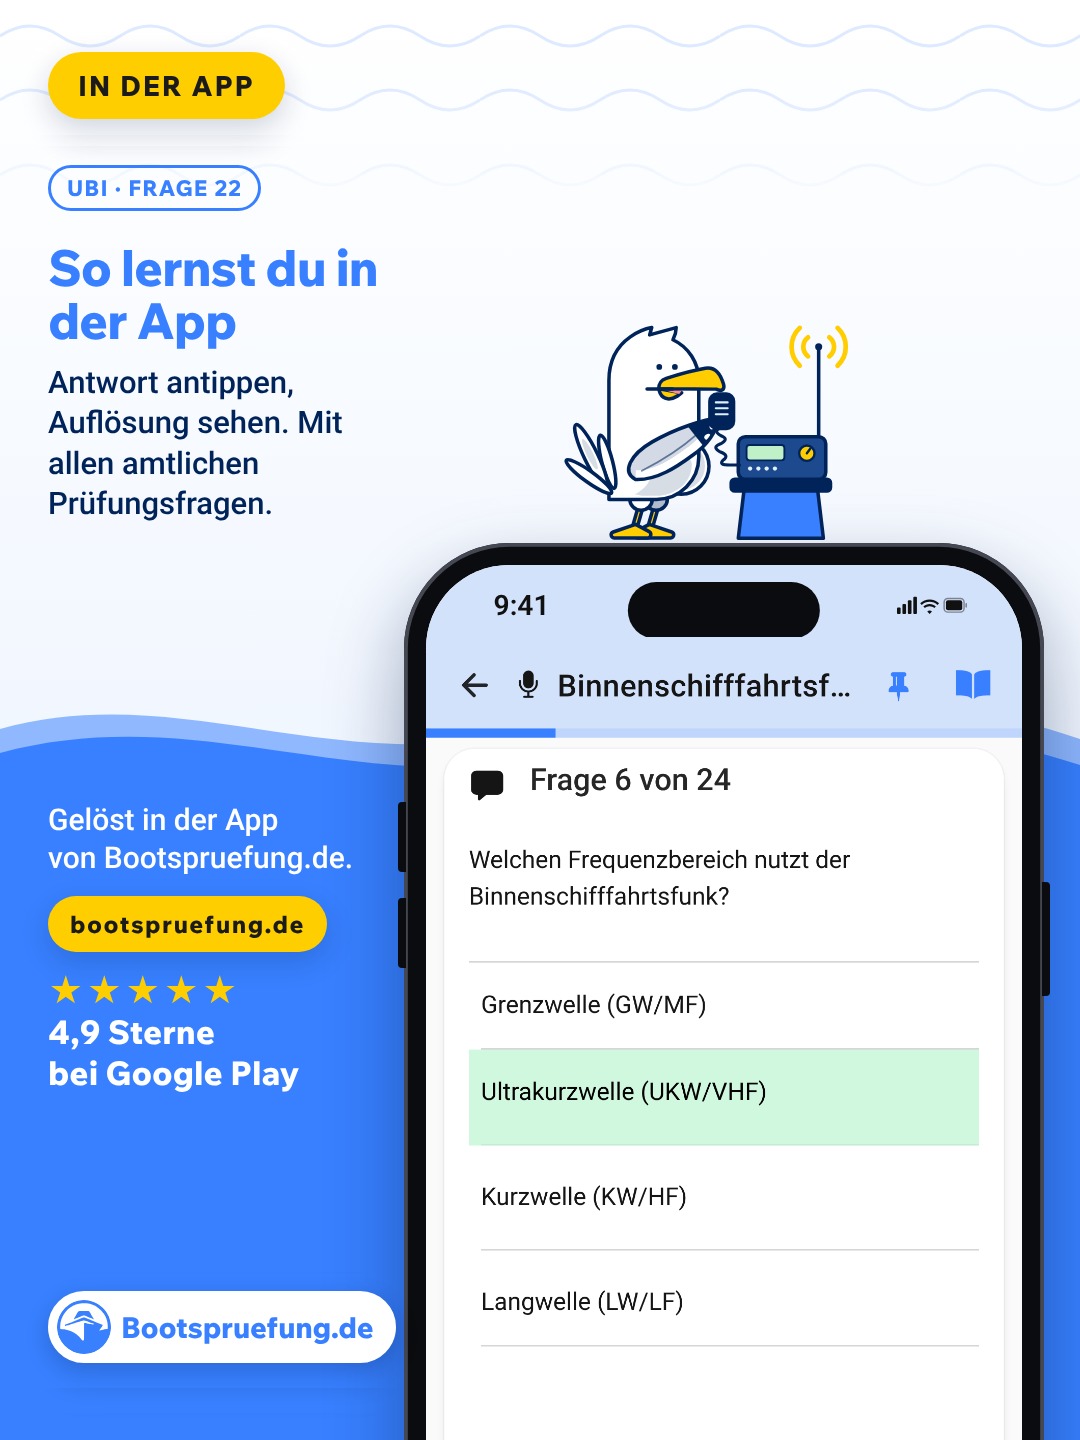 IN DER APP
UBI · FRAGE 22
So lernst du in
der App
Antwort antippen,
Auflösung sehen. Mit
allen amtlichen
Prüfungsfragen.
9:41
Binnenschifffahrtsf...
Frage 6 von 24
Welchen Frequenzbereich nutzt der
Binnenschifffahrtsfunk?
Grenzwelle (GW/MF)
Ultrakurzwelle (UKW/VHF)
Kurzwelle (KW/HF)
Langwelle (LW/LF)
Gelöst in der App
von Bootspruefung.de.
bootspruefung.de
★★★★★
4,9 Sterne
bei Google Play
Bootspruefung.de